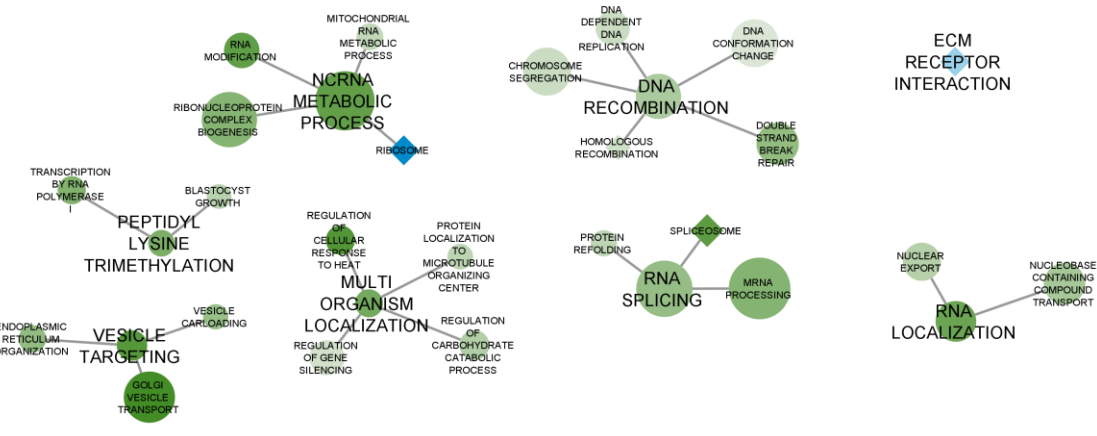 MITOCHONDRIAL
RNA
METABOLIC
PROCESS
RNA
MODIFICATION
NCRNA
METABOLIC
PROCESS
RIBONUCLEOPROTEIN
COMPLEX
BIOGENESIS
RIBOSOME
DNA
DEPENDENT
DNA
REPLICATION
DNA
CONFORMATION
CHANGE
CHROMOSOME
SEGREGATION
DNA
RECOMBINATION
HOMOLOGOUS
RECOMBINATION
DOUBLE
STRAND
BREAK
REPAIR
ECM
RECEPTOR
INTERACTION
TRANSCRIPTION
BY RNA
POLYMERASE
I
BLASTOCYST
GROWTH
PEPTIDYL
LYSINE
TRIMETHYLATION
REGULATION
OF
CELLULAR
RESPONSE
TO HEAT
PROTEIN
LOCALIZATION
TO
MICROTUBULE
ORGANIZING
CENTER
MULTI
ORGANISM
LOCALIZATION
REGULATION
OF GENE
SILENCING
REGULATION
OF
CARBOHYDRATE
CATABOLIC
PROCESS
PROTEIN
REFOLDING
SPLICEOSOME
RNA
SPLICING
MRNA
PROCESSING
NUCLEAR
EXPORT
NUCLEOBASE
CONTAINING
COMPOUND
TRANSPORT
RNA
LOCALIZATION
ENDOPLASMIC
RETICULUM
ORGANIZATION
VESICLE
TARGETING
VESICLE
CARLOADING
GOLGI
VESICLE
TRANSPORT